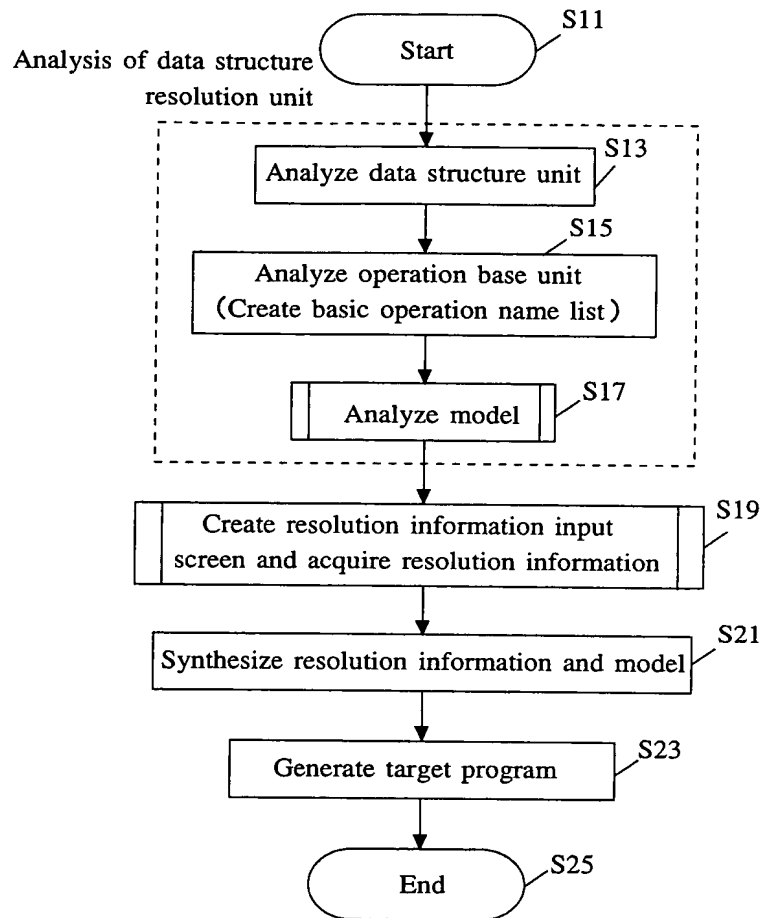 S11
Start
Analysis of data structure
resolution unit
S13
Analyze data structure unit
S15
Analyze operation base unit
(Create basic operation name list)
S17
Analyze model
S19
Create resolution information input
screen and acquire resolution information
S21
Synthesize resolution information and model
S23
Generate target program
S25
End